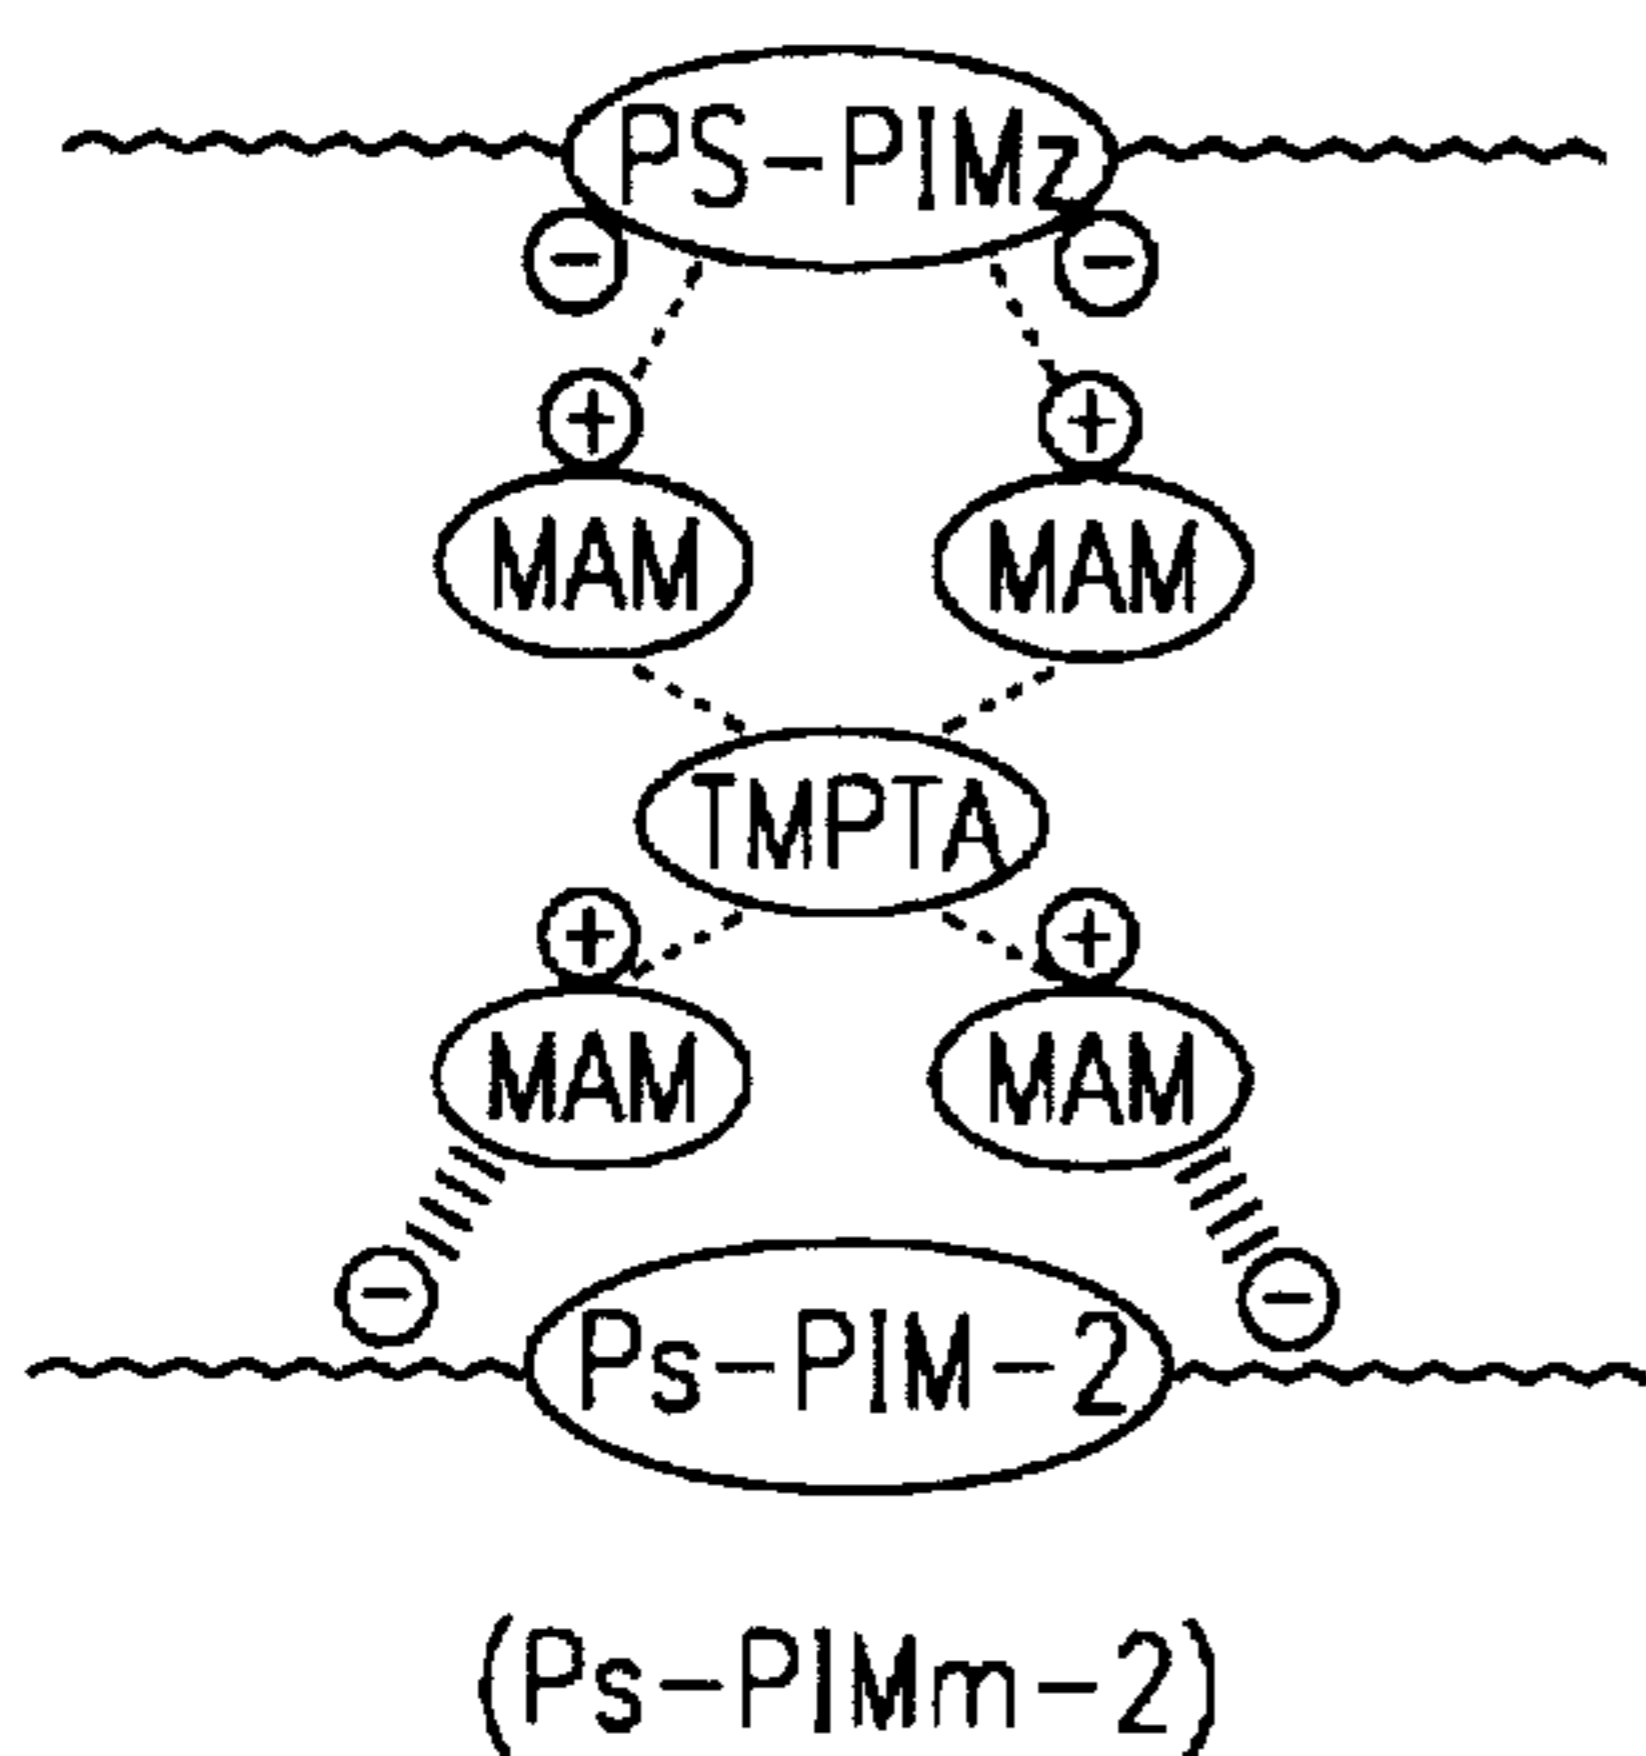 PS-PIMz
- -
+ +
MAM MAM
TMPTA
+ +
MAM MAM
- -
Ps-PIM-2
(Ps-PIMm-2)